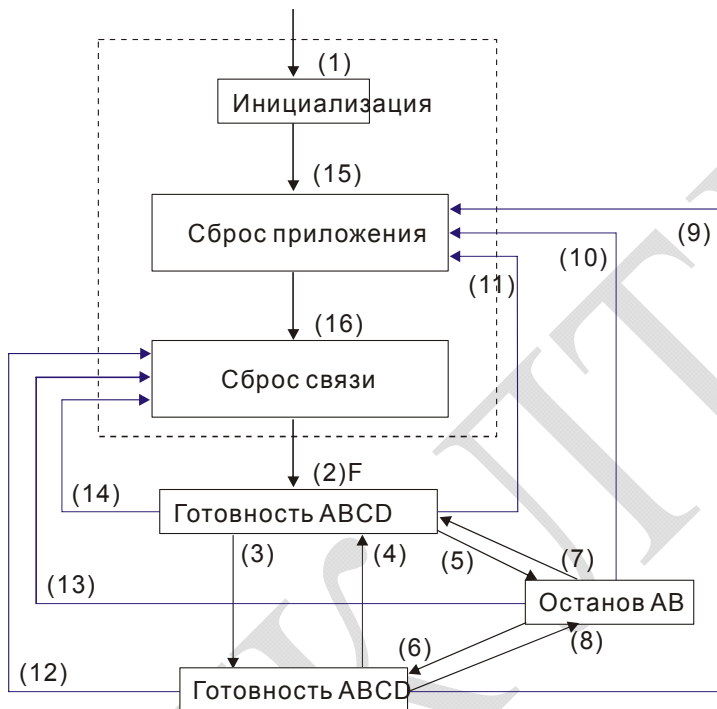 (1)
Инициализация
(15)
Сброс приложения
(9)
(10)
(11)
(16)
Сброс связи
(2)F
(14)
Готовность ABCD
(3)
(4)
(5)
(7)
(13)
Останов AB
(6)
(8)
(12)
Готовность ABCD